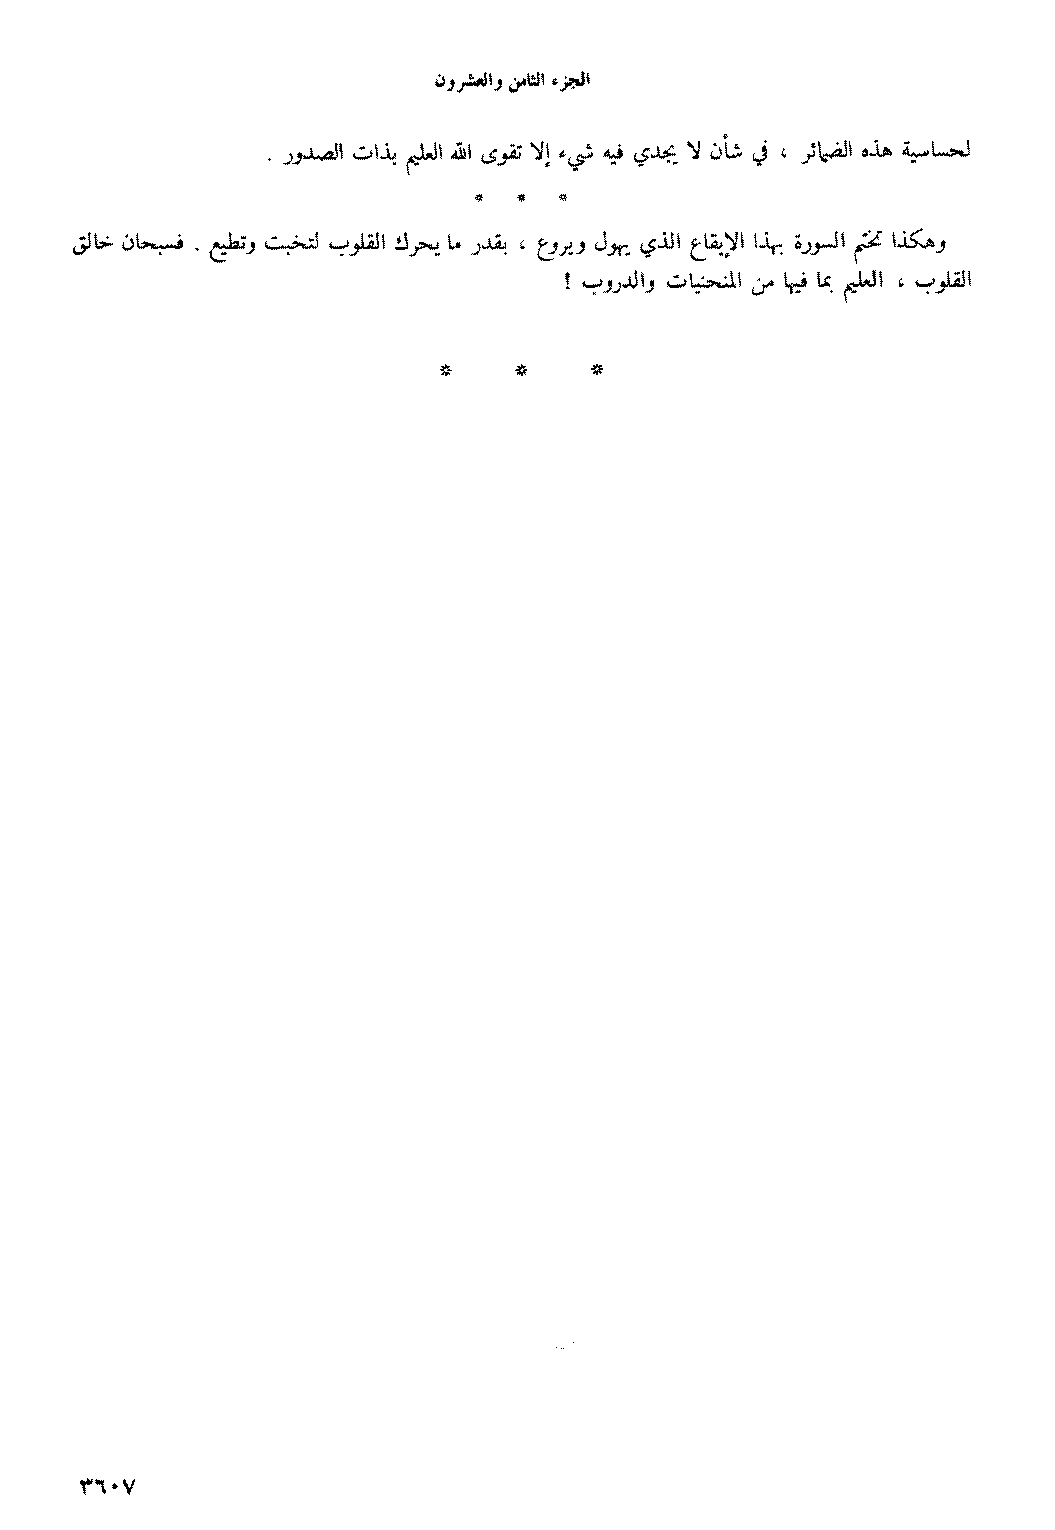 الجزء الثامن والعشرون
لحساسية هذه الضمائر ، في شأن لا يجدي فيه شيء إلا تقوى الله العليم بذات الصدور .
* * *
وهكذا تختم السورة بهذا الإيقاع الذي يهول ويروع ، بقدر ما يحرك القلوب لتخبت وتطيع . فسبحان خالق
القلوب ، العليم بما فيها من المنحنيات والدروب !
* * *
٣٦٠٧